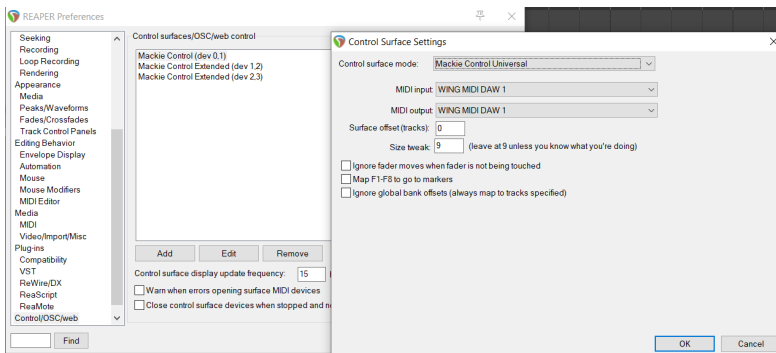 REAPER Preferences
Seeking
Recording
Loop Recording
Rendering
Appearance
Media
Peaks/Waveforms
Fades/Crossfades
Track Control Panels
Editing Behavior
Envelope Display
Automation
Mouse
Mouse Modifiers
MIDI Editor
Media
MIDI
Video/Import/Misc
Plug-ins
Compatibility
VST
ReWire/DX
ReaScript
ReaMote
Control/OSC/web
Find
Control surfaces/OSC/web control
Mackie Control (dev 0,1)
Mackie Control Extended (dev 1,2)
Mackie Control Extended (dev 2,3)
Add Edit Remove
Control surface display update frequency: 15
Warn when errors opening surface MIDI devices
Close control surface devices when stopped and
Control Surface Settings
Control surface mode: Mackie Control Universal
MIDI input: WING MIDI DAW 1
MIDI output: WING MIDI DAW 1
Surface offset (tracks): 0
Size tweak: 9 (leave at 9 unless you know what you're doing)
Ignore fader moves when fader is not being touched
Map F1-F8 to go to markers
Ignore global bank offsets (always map to tracks specified)
OK Cancel